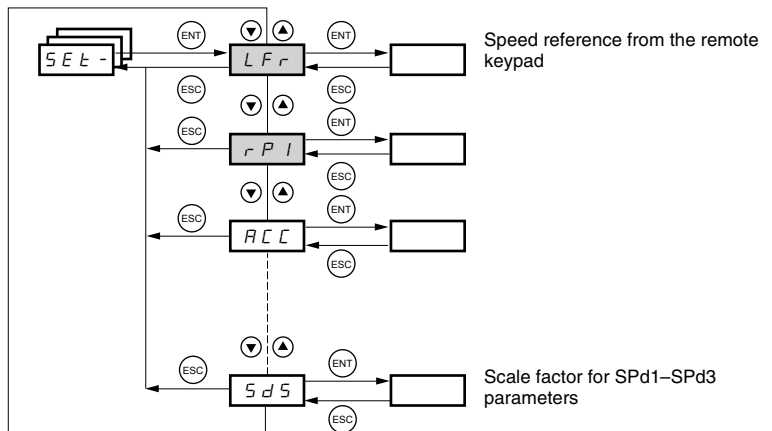 ENT
ENT
SEt-
LFr
Speed reference from the remote
keypad
ESC
ESC
ESC
ENT
rPI
ESC
ESC
ENT
ACC
ESC
ESC
ENT
SdS
Scale factor for SPd1–SPd3
parameters
ESC